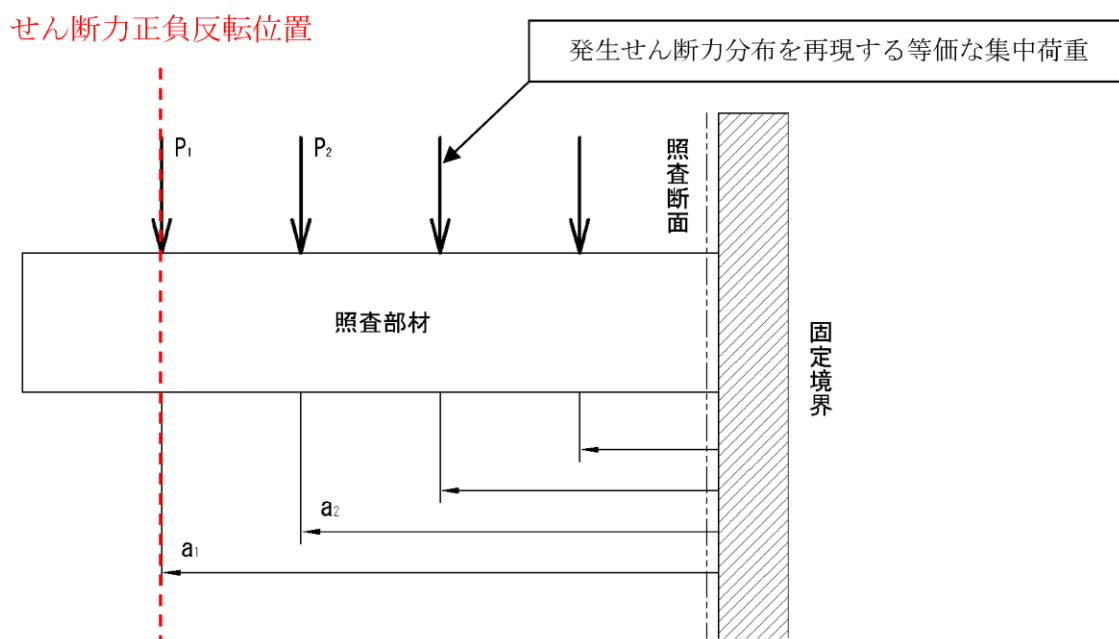 せん断力正負反転位置
発生せん断力分布を再現する等価な集中荷重
P₁
P₂
照査断面
照査部材
固定境界
a₂
a₁